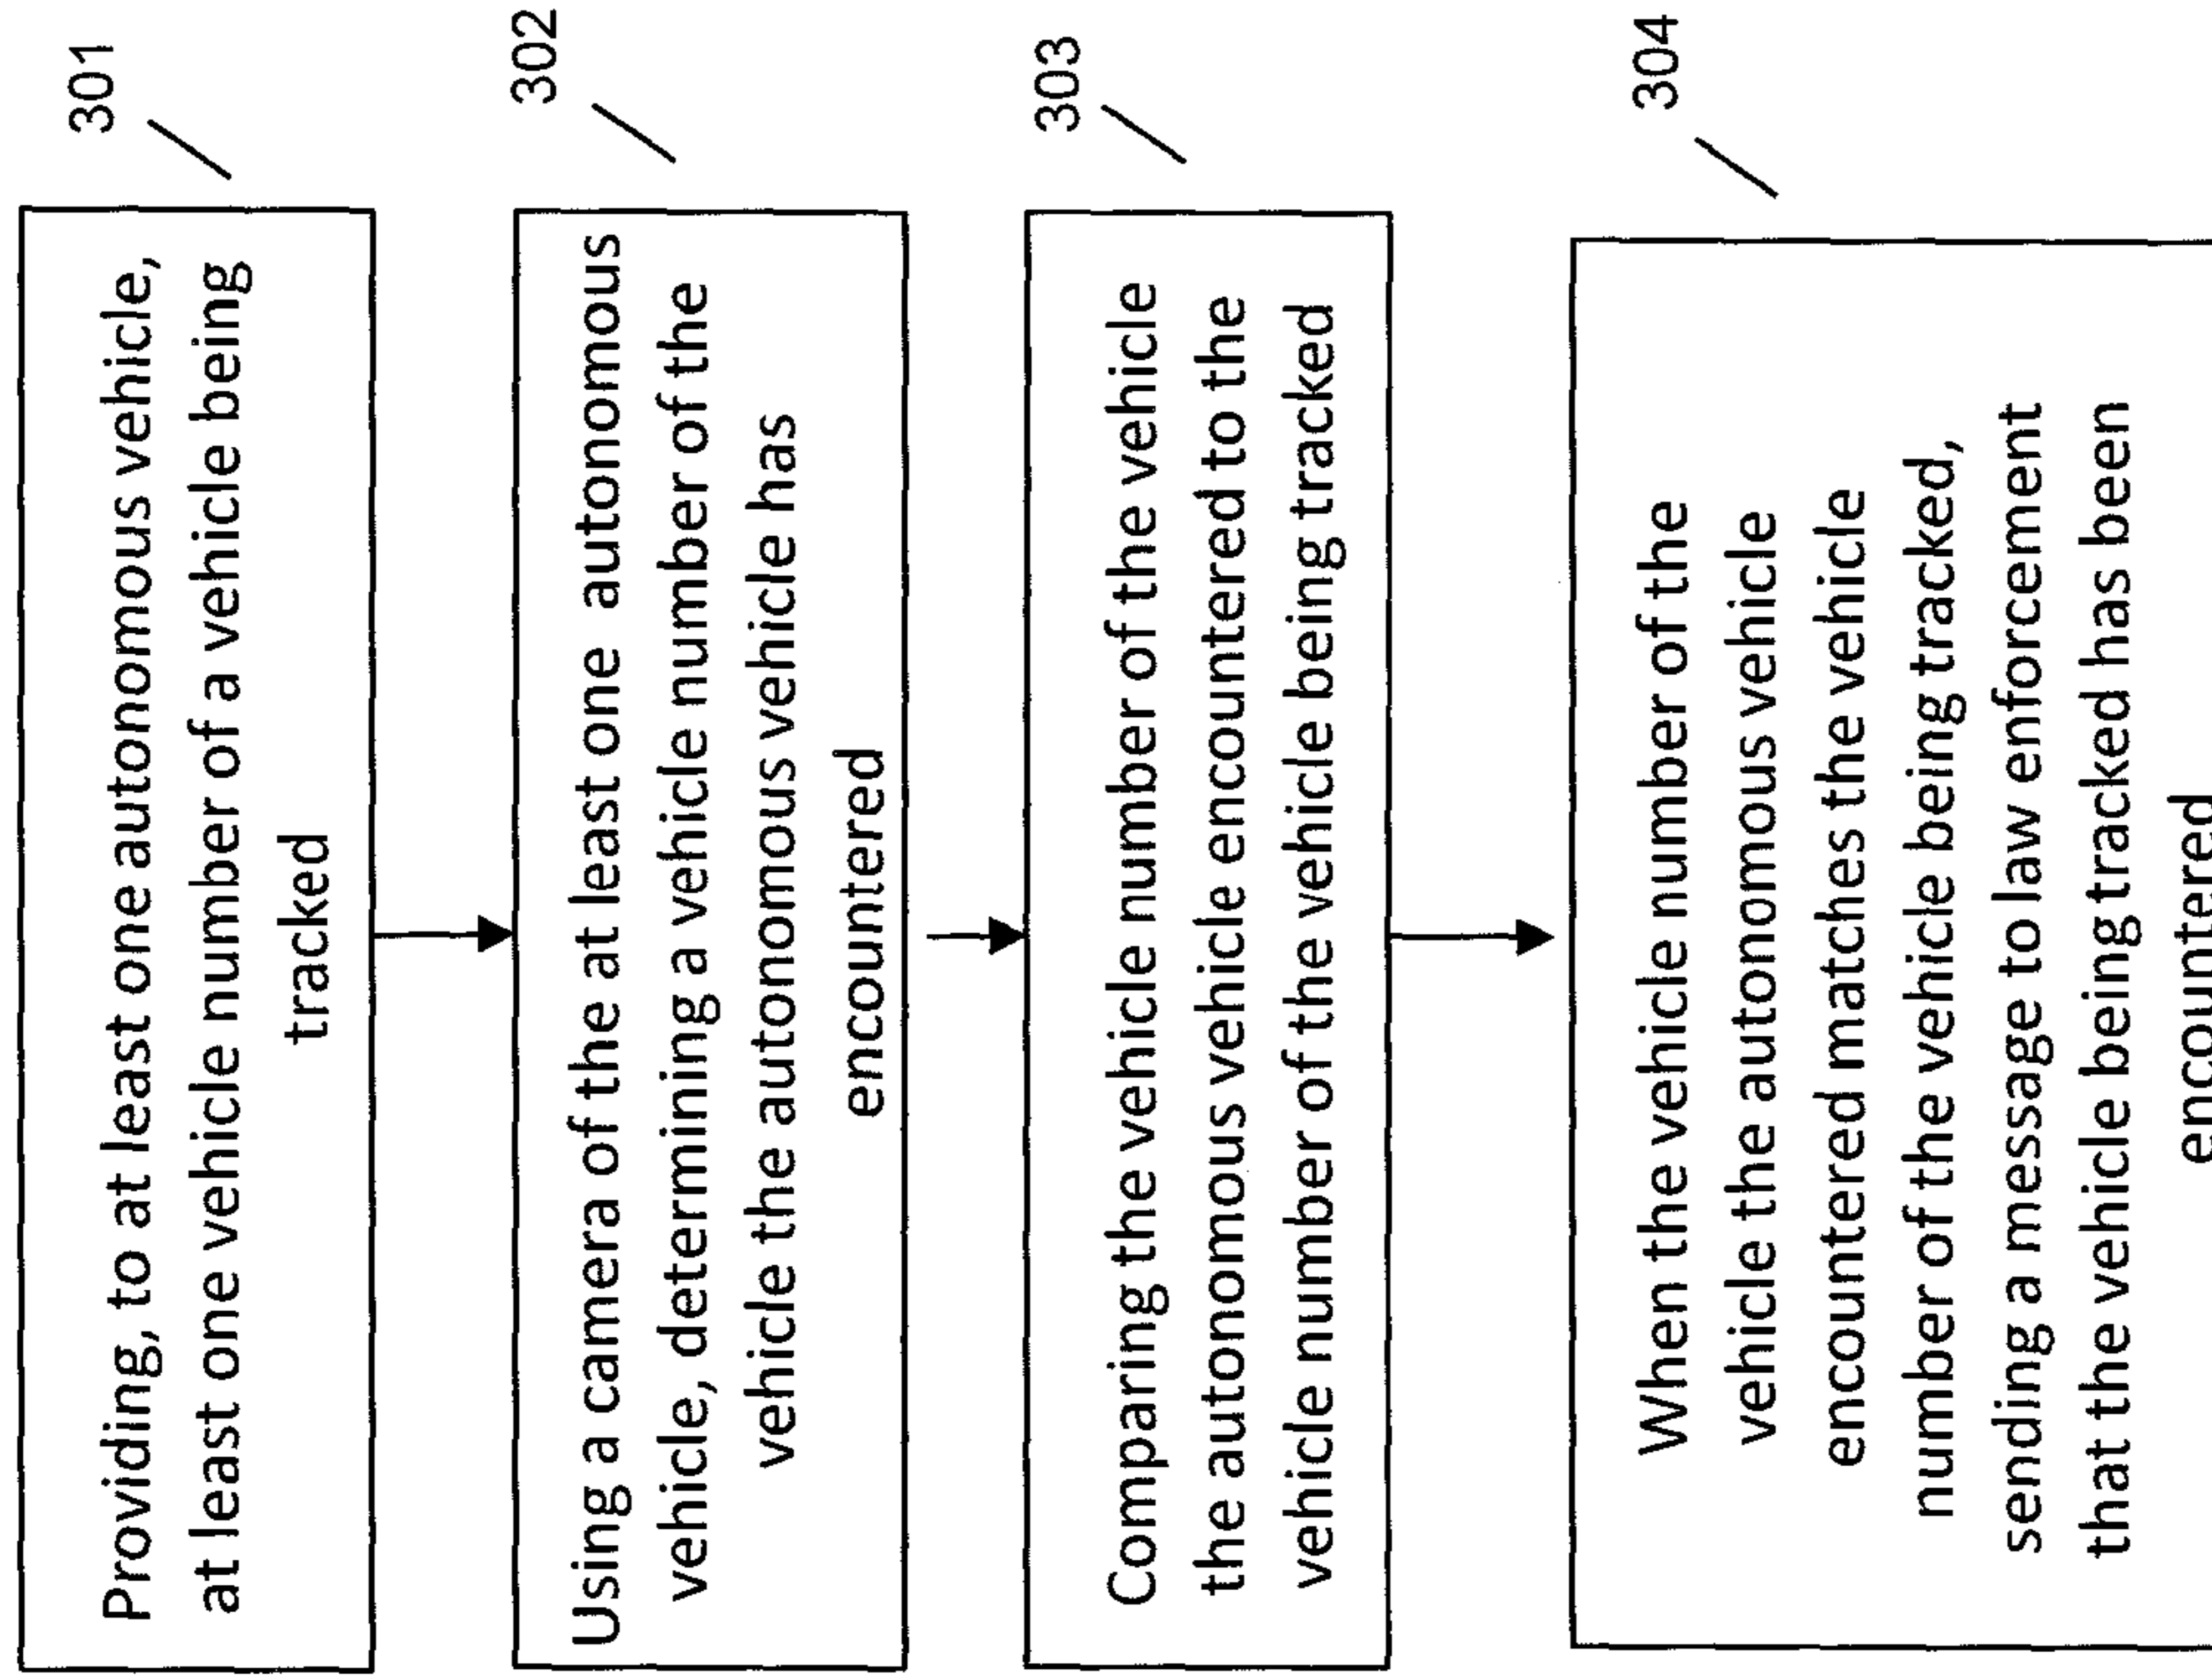 301
Providing, to at least one autonomous vehicle,
at least one vehicle number of a vehicle being
tracked
302
Using a camera of the at least one autonomous
vehicle, determining a vehicle number of the
vehicle the autonomous vehicle has
encountered
303
Comparing the vehicle number of the vehicle
the autonomous vehicle encountered to the
vehicle number of the vehicle being tracked
304
When the vehicle number of the
vehicle the autonomous vehicle
encountered matches the vehicle
number of the vehicle being tracked,
sending a message to law enforcement
that the vehicle being tracked has been
encountered